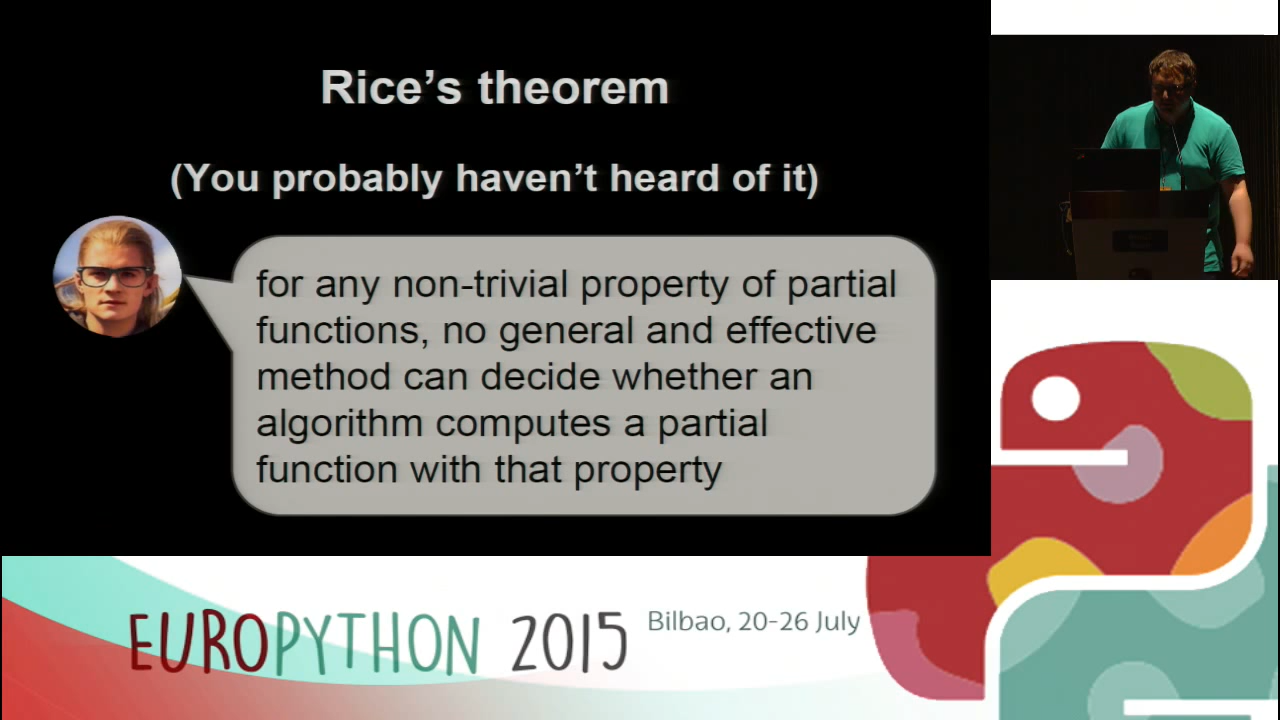 Rice's theorem
(You probably haven't heard of it)
for any non-trivial property of partial
functions, no general and effective
method can decide whether an
algorithm computes a partial
function with that property
EUROPYTHON 2015
Bilbao, 20-26 July